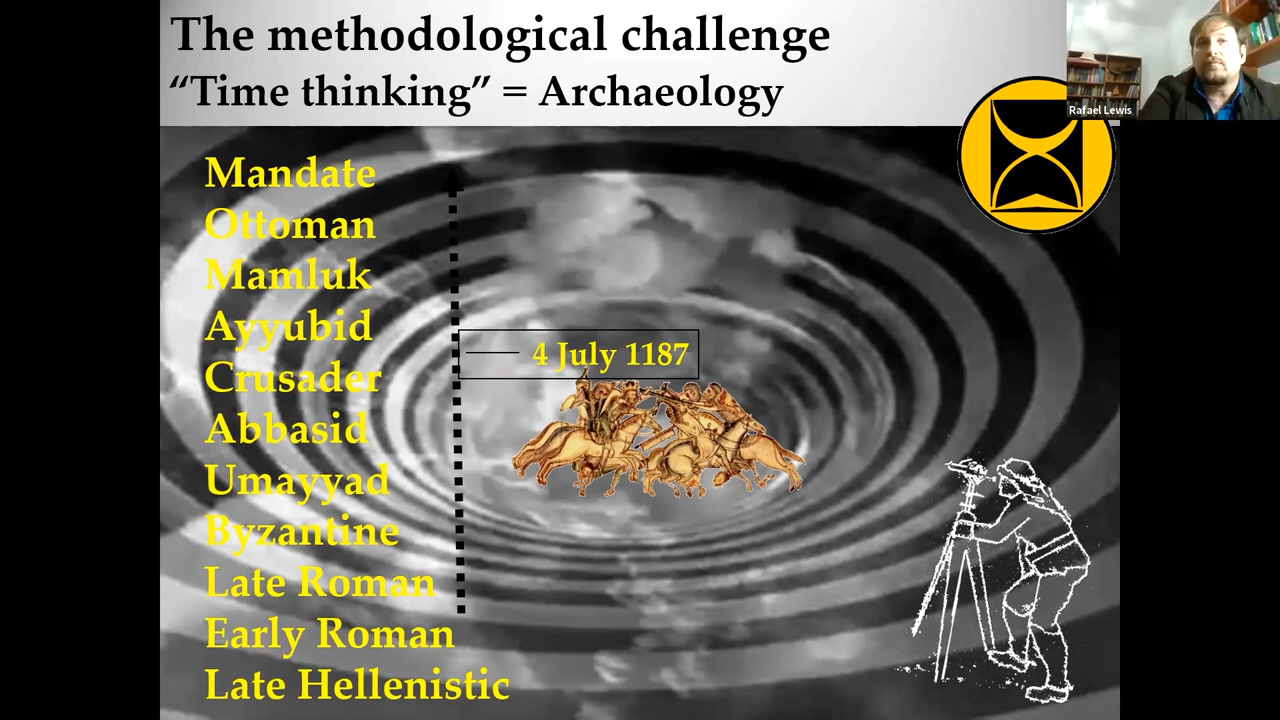 The methodological challenge
“Time thinking” = Archaeology
Rafael Lewis
Mandate
Ottoman
Mamluk
Ayyubid
4 July 1187
Crusader
Abbasid
Umayyad
Byzantine
Late Roman
Early Roman
Late Hellenistic